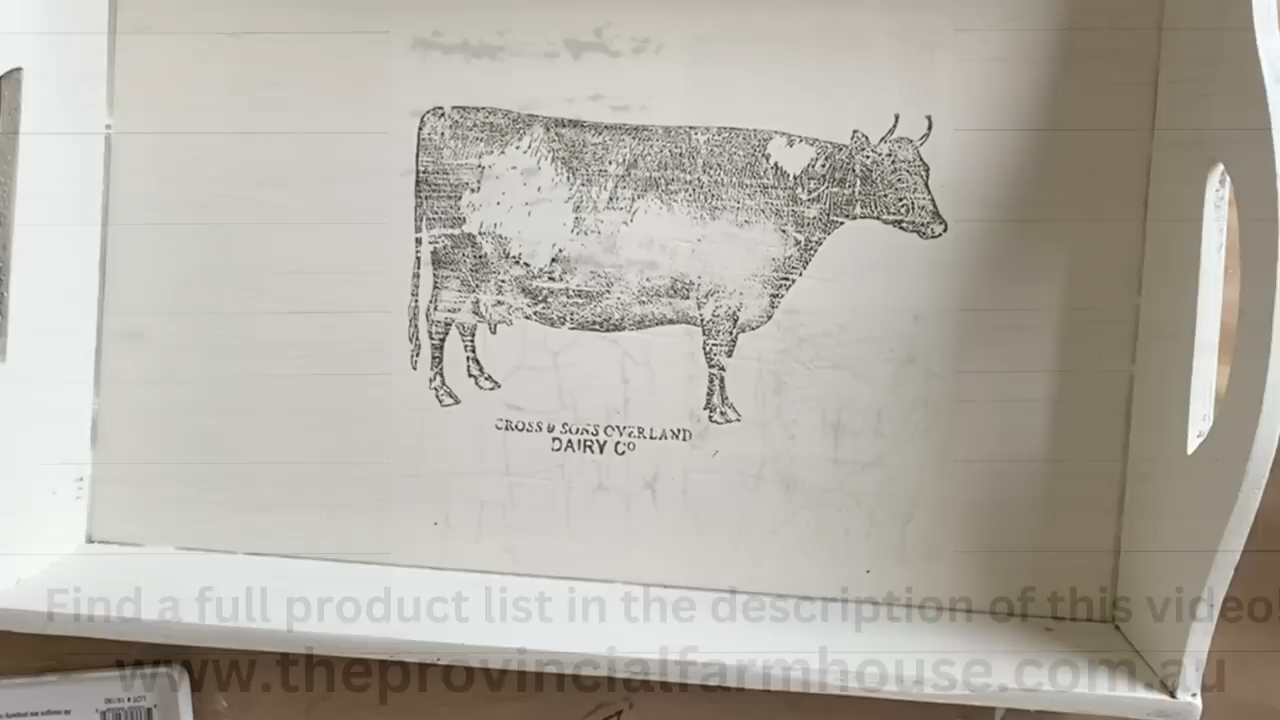 CROSS & SONS OVERLAND
DAIRY Cº
Find a full product list in the description of this video
www.theprovincialfarmhouse.com.au